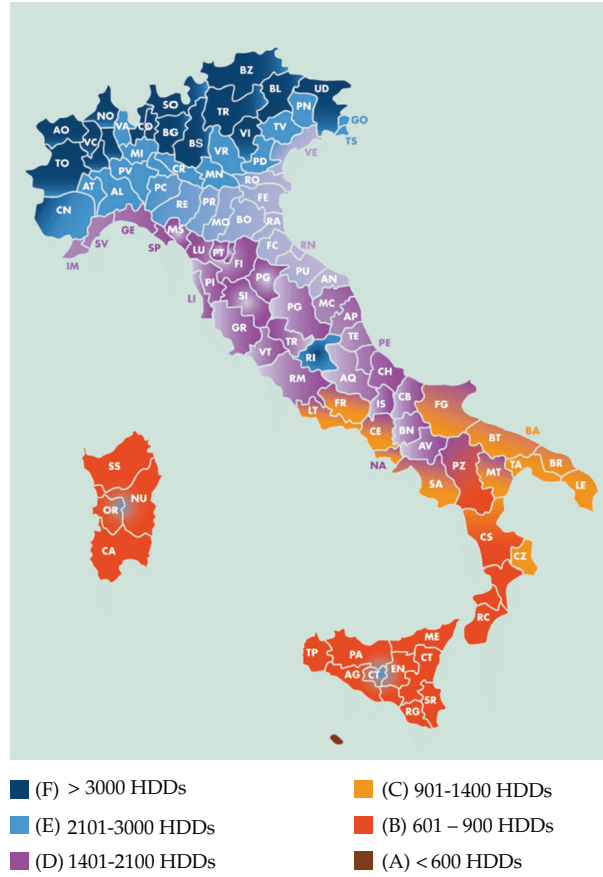 BZ
BL UD
SO
NO TR PN
AO VA CO BG GO
VC BS VI TV TS
TO MI VR PD VE
CR
PV MN RO
AT AL PC FE
CN RE PR
MO BO RA
GE MS FC RN
SV SP LU PT
IM FI PU
PI PG AN
LI SI MC
PG AP
GR TE
VT TR PE
RI
RM AQ CH
CB
IS FG
LT FR
CE BN BT BA
AV
NA PZ MT TA BR
SA LE
SS
NU
OR CS
CA CZ
RC
ME
TP PA CT
AG CT EN
SR
RG
(F) > 3000 HDDs
(E) 2101-3000 HDDs
(D) 1401-2100 HDDs
(C) 901-1400 HDDs
(B) 601 – 900 HDDs
(A) <600 HDDs